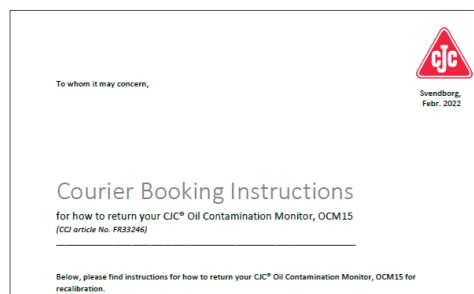 CJC
To whom it may concern,
Svendborg,
Febr. 2022
Courier Booking Instructions
for how to return your CJC® Oil Contamination Monitor, OCM15
(CCJ article No. FR33246)
Below, please find instructions for how to return your CJC® Oil Contamination Monitor, OCM15 for
recalibration.